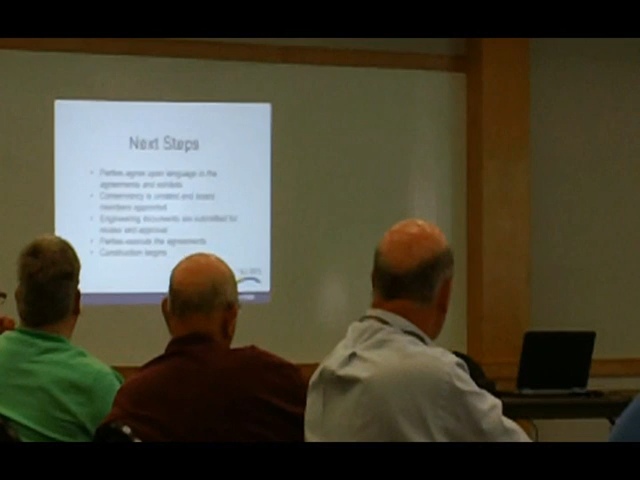 Next Steps
• Parties agree upon language in the
agreements and exhibits
• Conservancy is created and board
members appointed
• Engineering documents are submitted for
review and approval
• Parties execute the agreements
• Construction begins